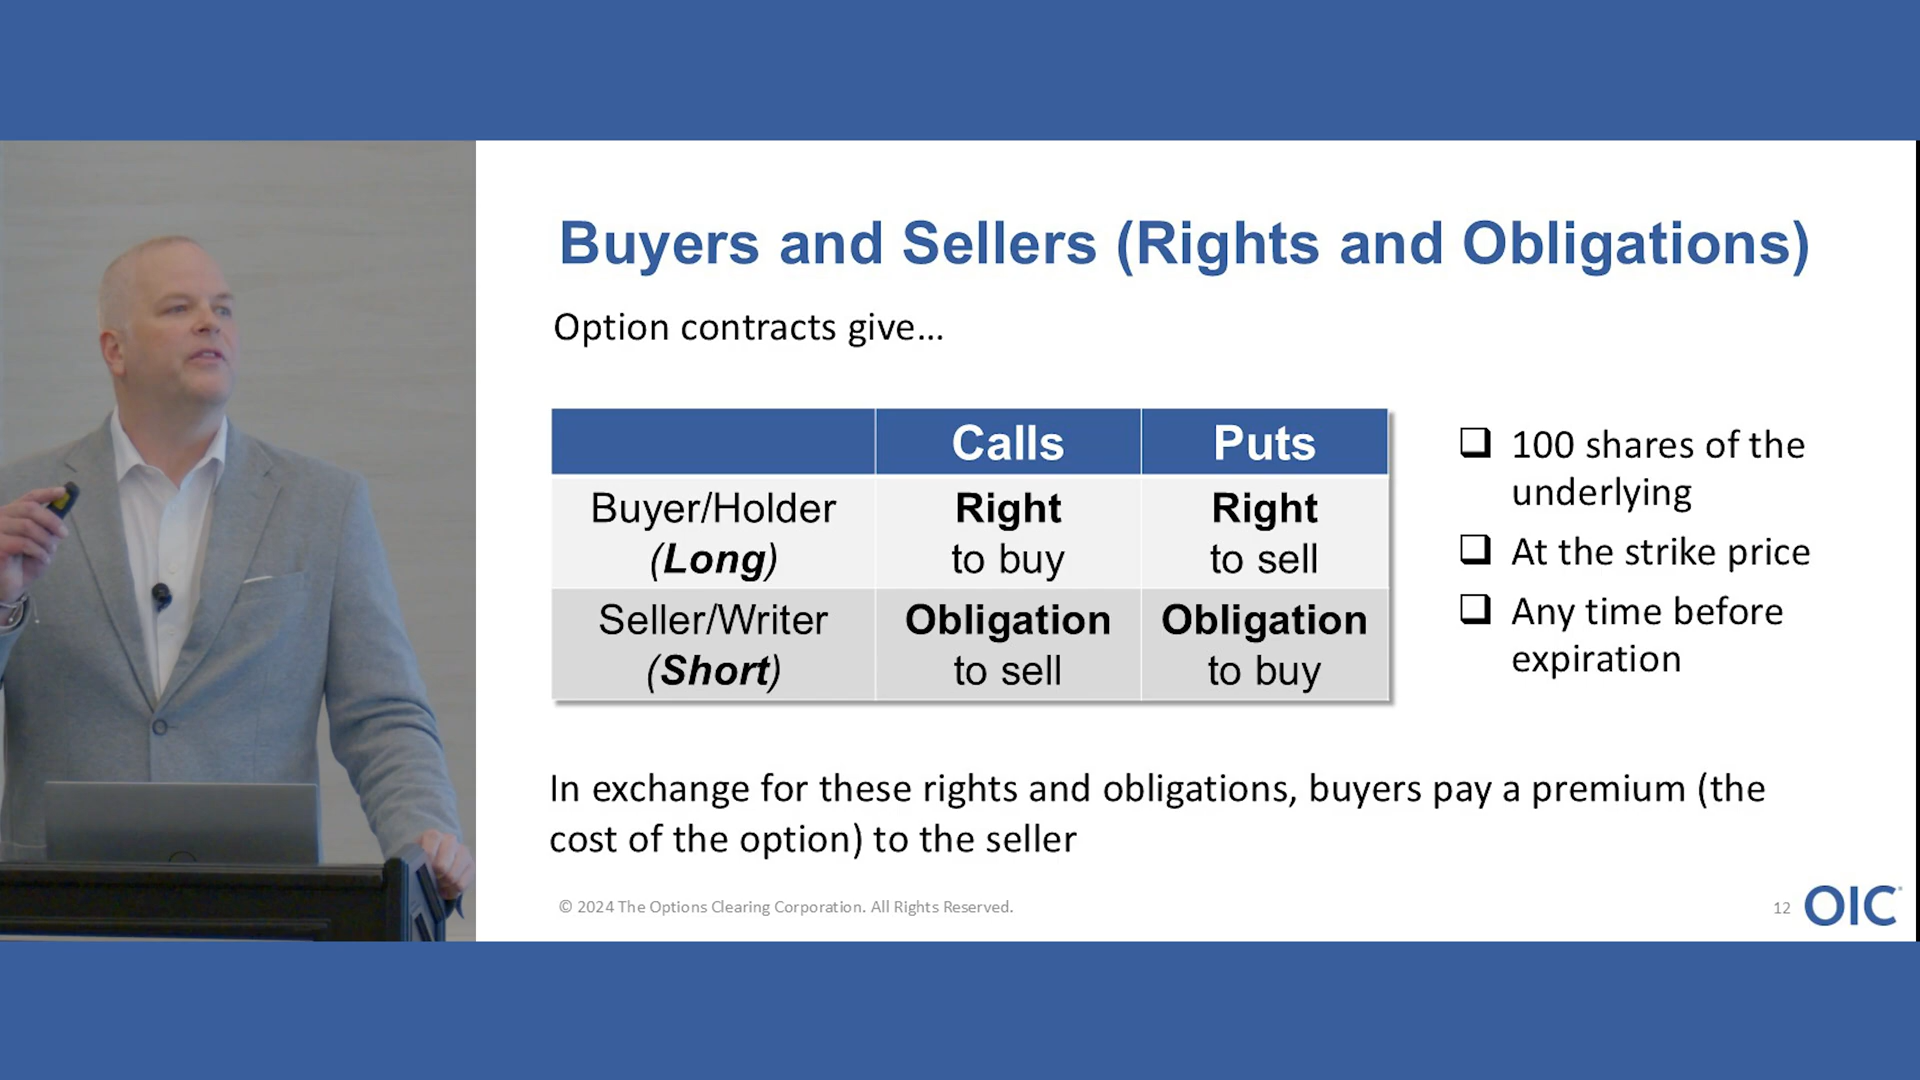 Buyers and Sellers (Rights and Obligations)
Option contracts give...
Calls
Puts
Buyer/Holder
(Long)
Right
to buy
Right
to sell
Seller/Writer
(Short)
Obligation
to sell
Obligation
to buy
100 shares of the
underlying
At the strike price
Any time before
expiration
In exchange for these rights and obligations, buyers pay a premium (the
cost of the option) to the seller
© 2024 The Options Clearing Corporation. All Rights Reserved.
12
OIC